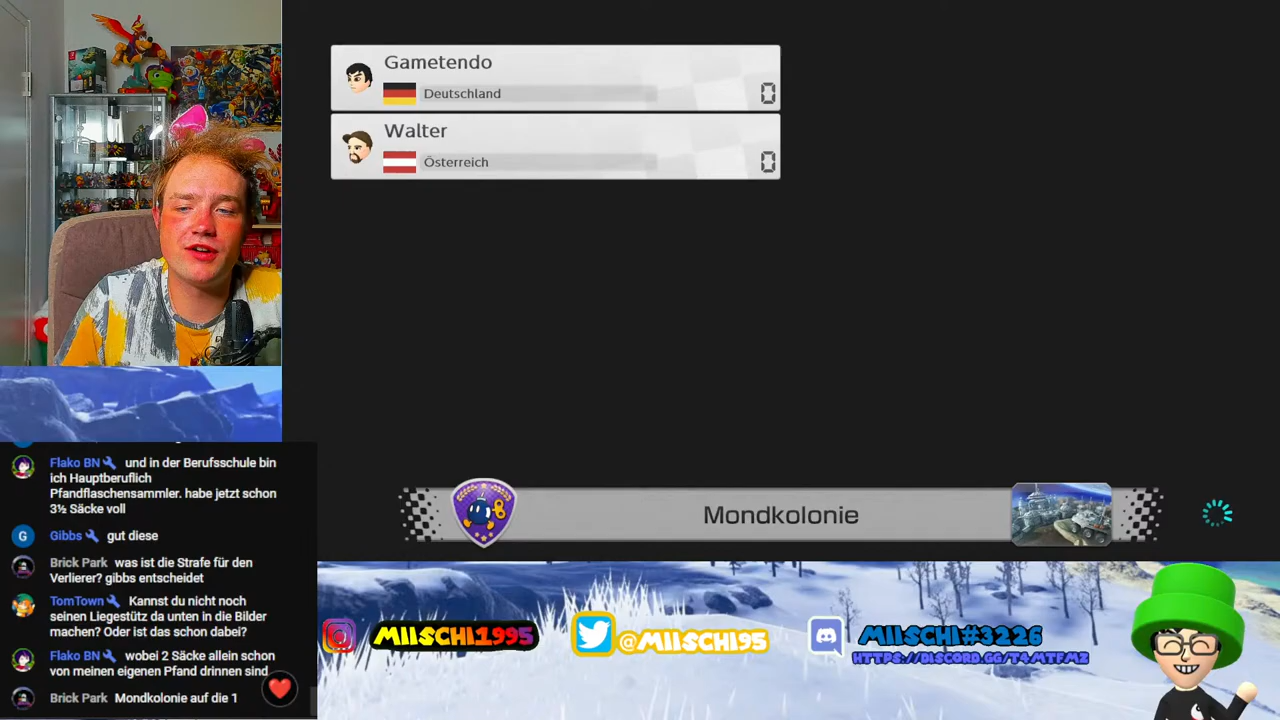 Gametendo
Deutschland
0
Walter
Österreich
0
Mondkolonie
Flako BN und in der Berufsschule bin
ich Hauptberuflich
Pfandflaschensammler. habe jetzt schon
3½ Säcke voll
G Gibbs gut diese
Brick Park was ist die Strafe für den
Verlierer? gibbs entscheidet
TomTown Kannst du nicht noch
seinen Liegestütz da unten in die Bilder
machen? Oder ist das schon dabei?
Flako BN wobei 2 Säcke allein schon
von meinen eigenen Pfand drinnen sind
Brick Park Mondkolonie auf die 1
MIISCHI1995
@MIISCHI95
MIISCHI#3226
HTTPS://DISCORD.GG/T4MTFMZ